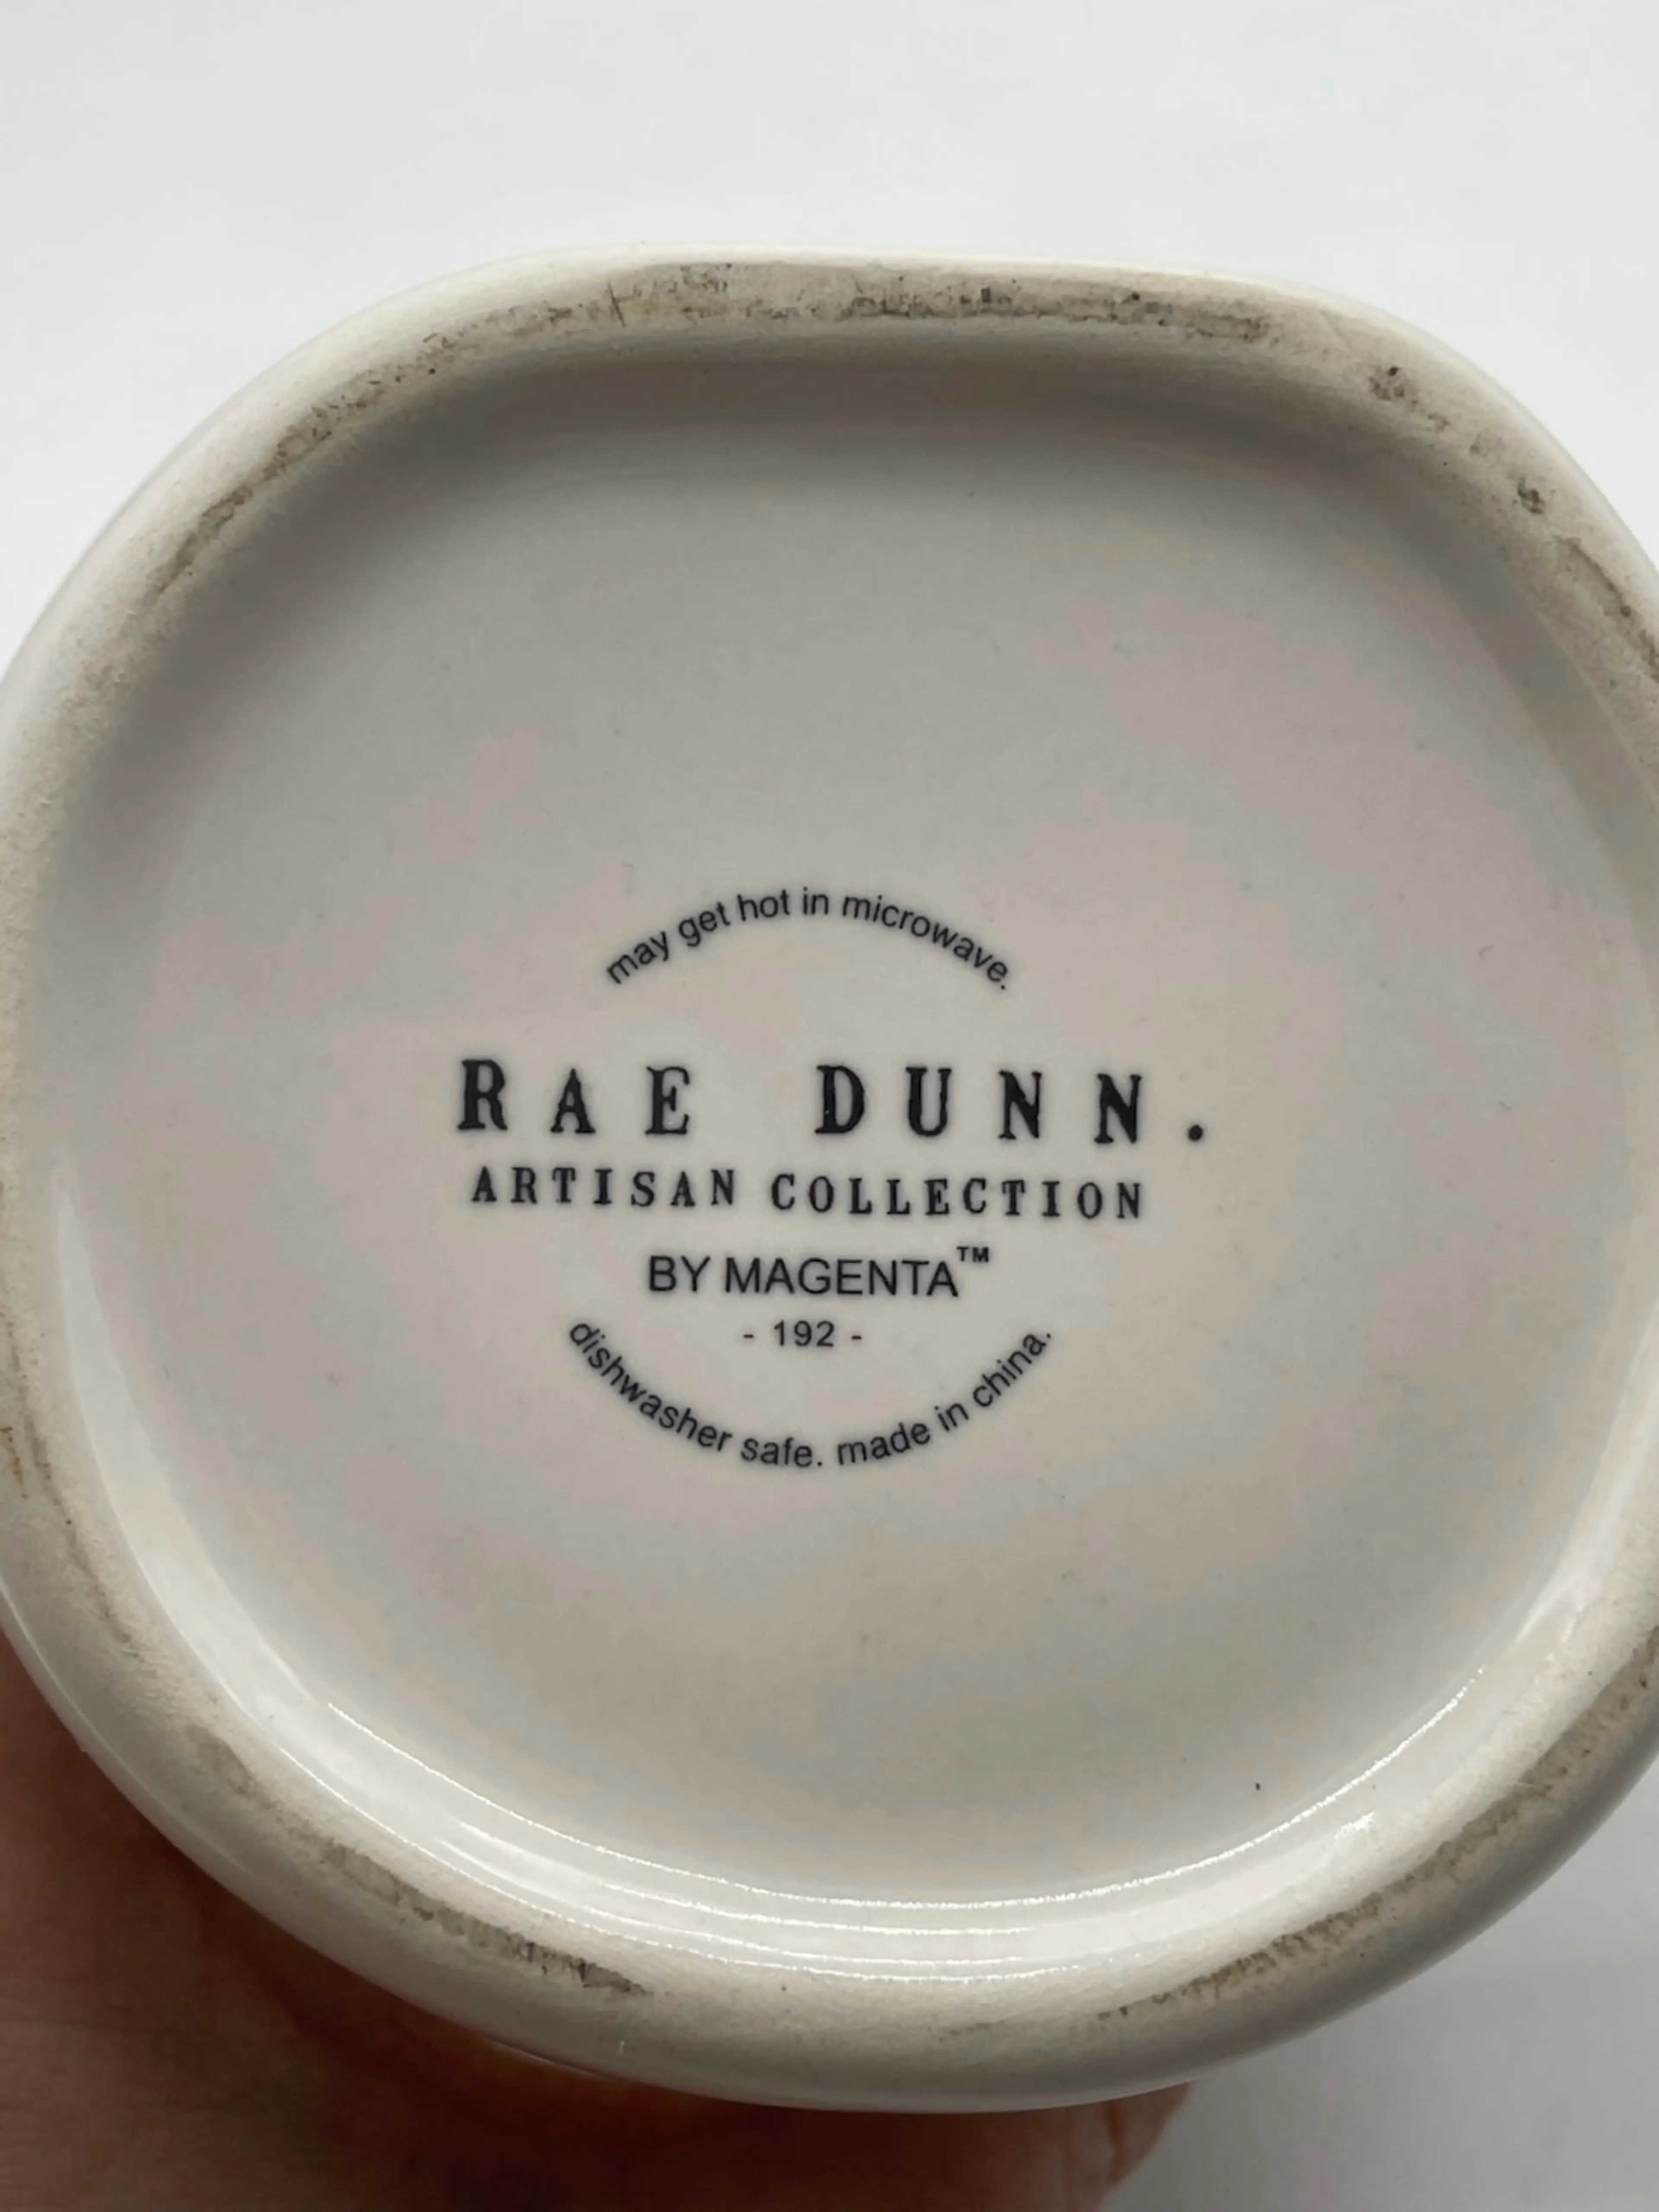 may get hot in microwave.
RAE DUNN.
ARTISAN COLLECTION
BY MAGENTA™
- 192 -
dishwasher safe. made in china.